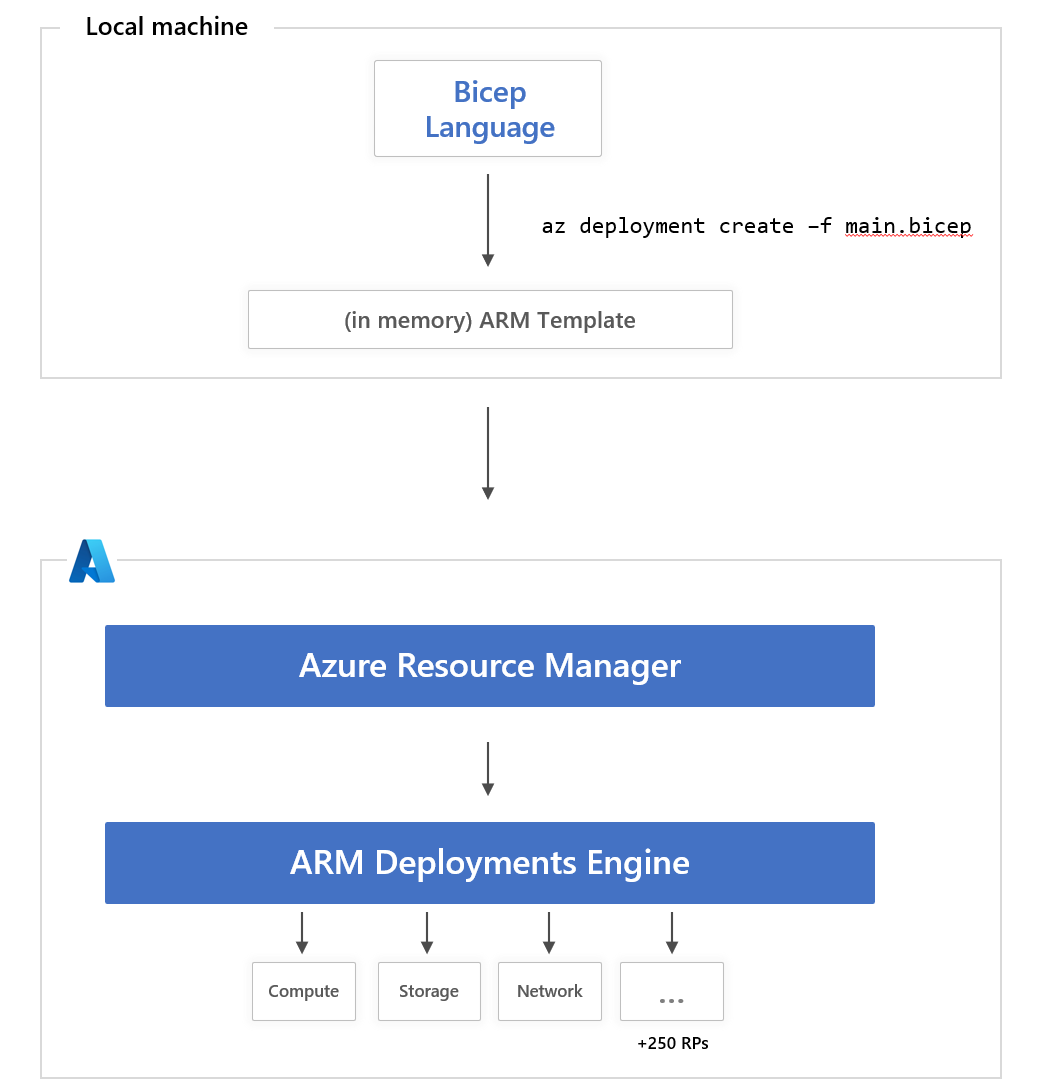 Local machine
Bicep
Language
az deployment create –f main.bicep
(in memory) ARM Template
Azure Resource Manager
ARM Deployments Engine
Compute
Storage
Network
...
+250 RPs